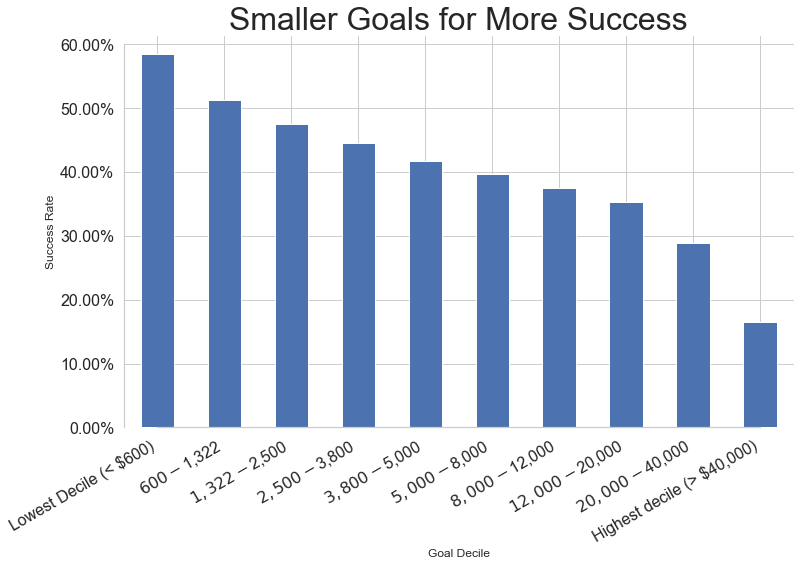 Smaller Goals for More Success
60.00%
50.00%
40.00%
30.00%
20.00%
10.00%
0.00%
Success Rate
Lowest Decile (< $600)
600 – 1,322
1, 322 – 2,500
2, 500 – 3,800
3, 800 – 5,000
5, 000 – 8,000
8, 000 – 12,000
12, 000 – 20,000
20, 000 – 40,000
Highest decile (> $40,000)
Goal Decile